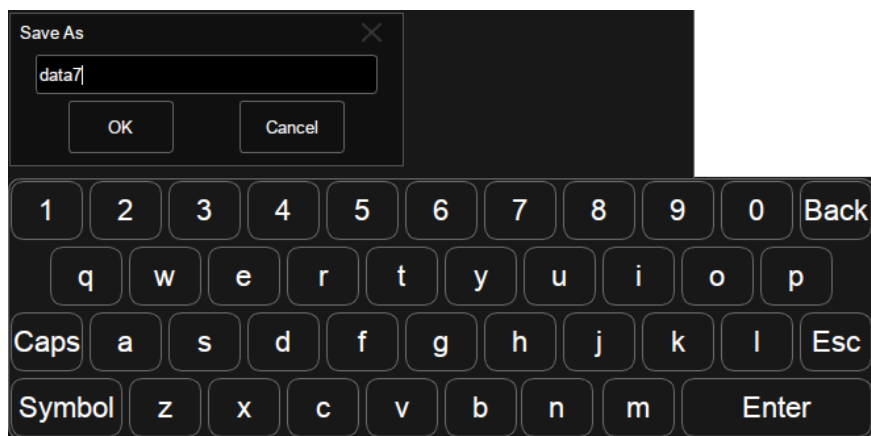 Save As
data7
OK Cancel
1 2 3 4 5 6 7 8 9 0 Back
q w e r t y u i o p
Caps a s d f g h j k l Esc
Symbol z x c v b n m Enter